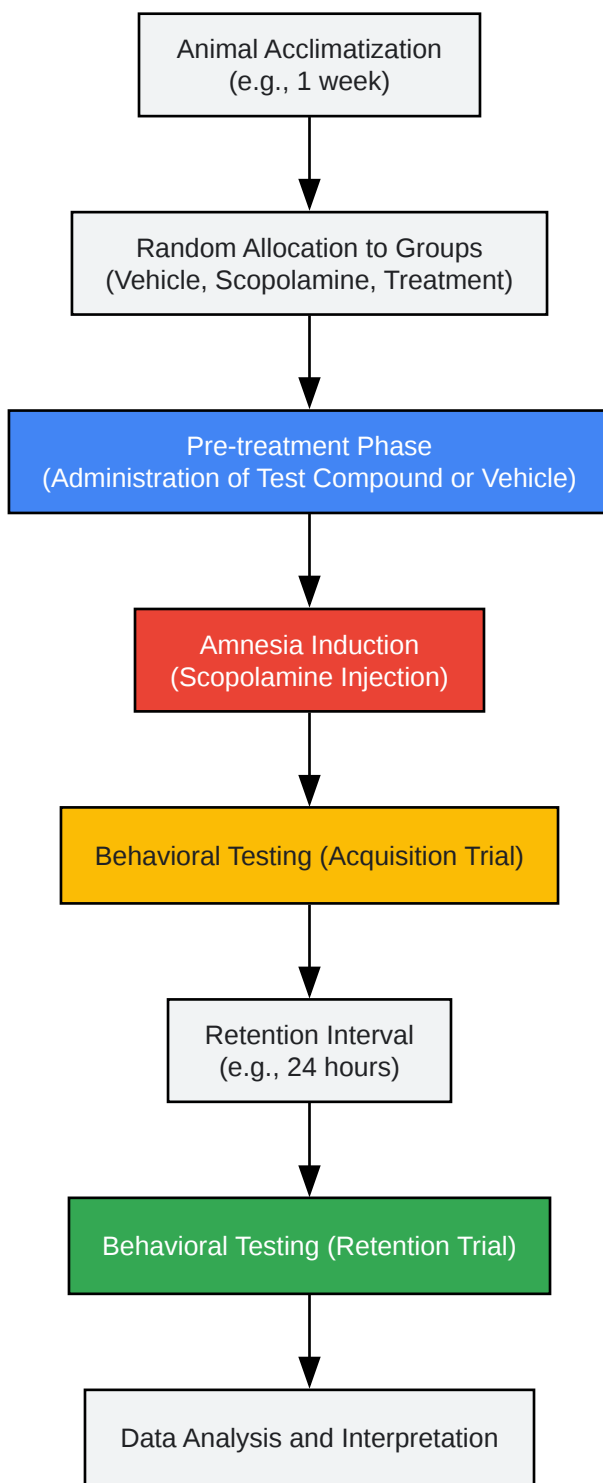 Animal Acclimatization
(e.g., 1 week)
Random Allocation to Groups
(Vehicle, Scopolamine, Treatment)
Pre-treatment Phase
(Administration of Test Compound or Vehicle)
Amnesia Induction
(Scopolamine Injection)
Behavioral Testing (Acquisition Trial)
Retention Interval
(e.g., 24 hours)
Behavioral Testing (Retention Trial)
Data Analysis and Interpretation